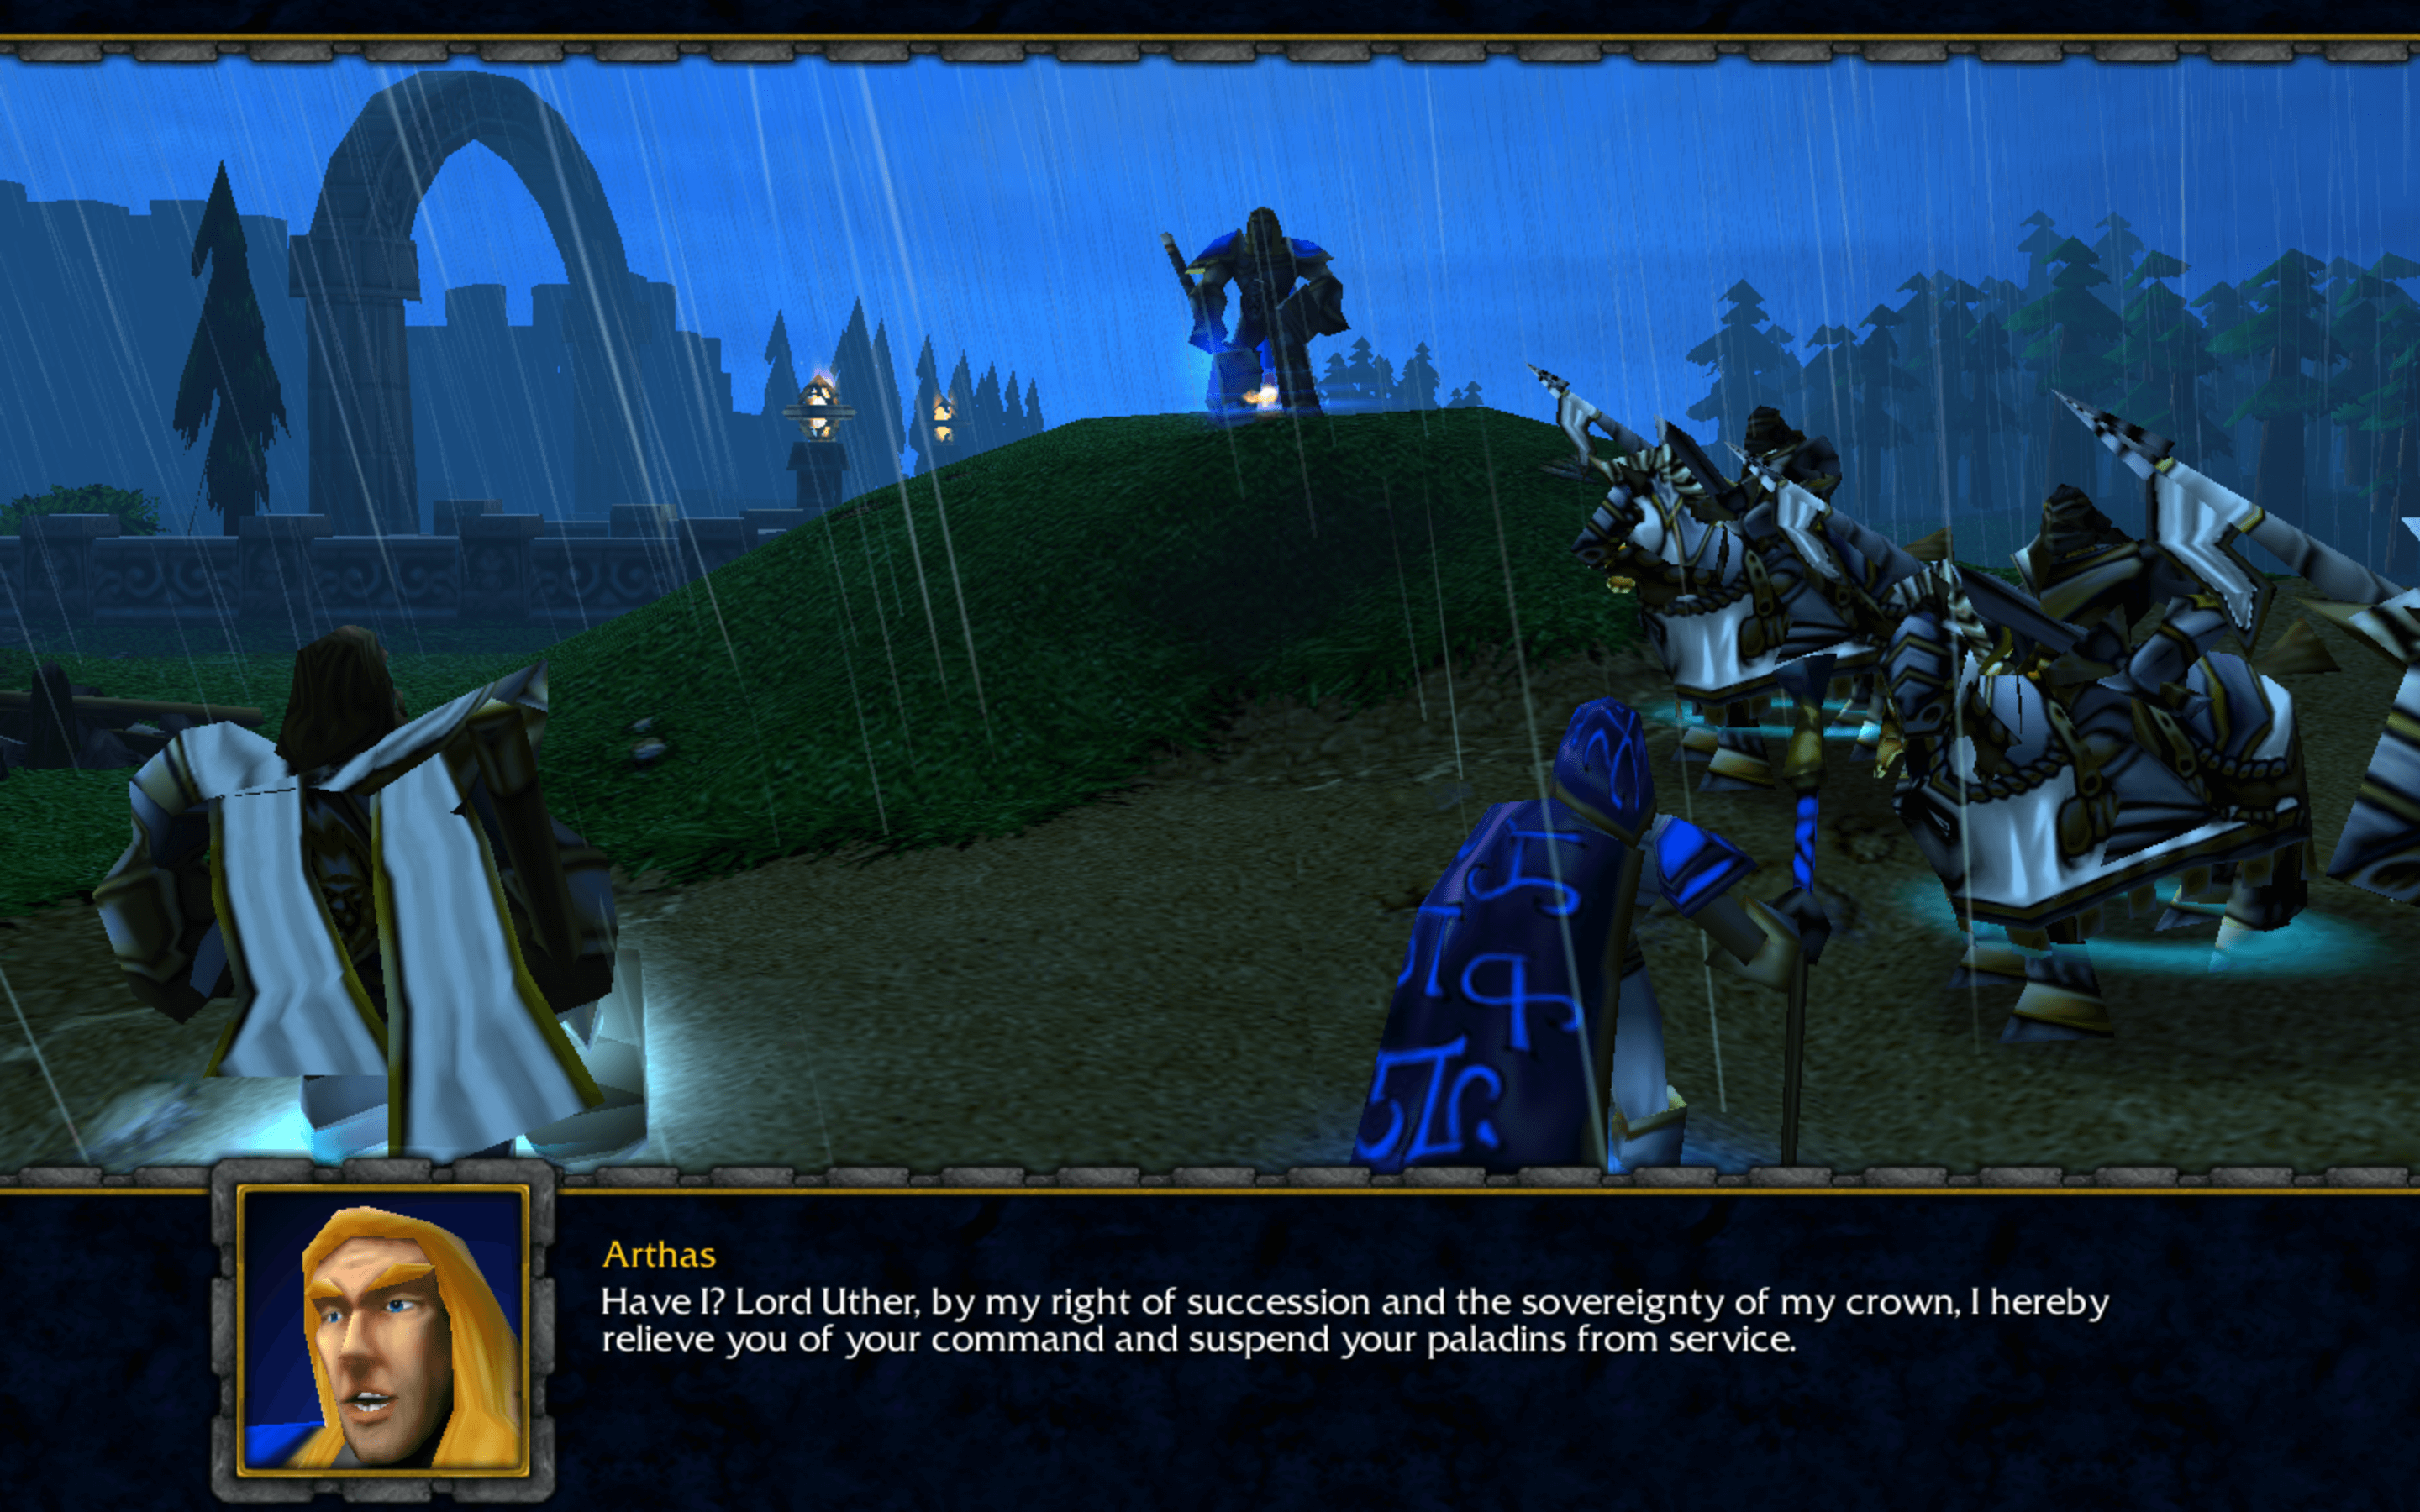 Arthas
Have I? Lord Uther, by my right of succession and the sovereignty of my crown, I hereby
relieve you of your command and suspend your paladins from service.